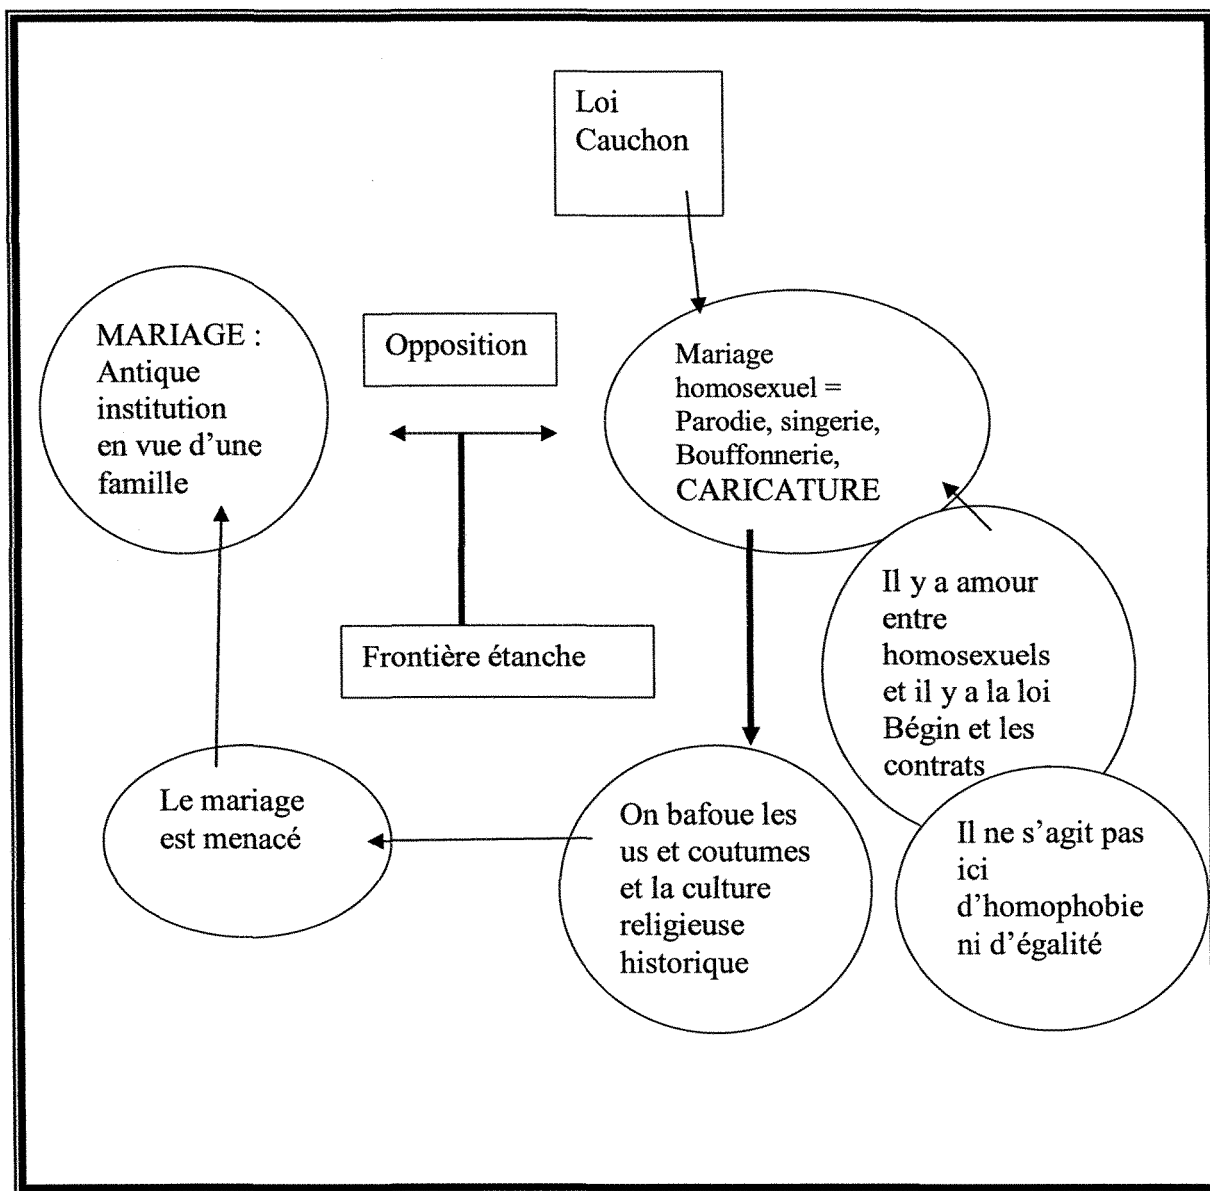 Loi
Cauchon
MARIAGE :
Antique
institution
en vue d'une
famille
Opposition
Mariage
homosexuel =
Parodie, singerie,
Bouffonnerie,
CARICATURE
Frontière étanche
Il y a amour
entre
homosexuels
et il y a la loi
Bégin et les
contrats
Le mariage
est menacé
On bafoue les
us et coutumes
et la culture
religieuse
historique
Il ne s'agit pas
ici
d'homophobie
ni d'égalité